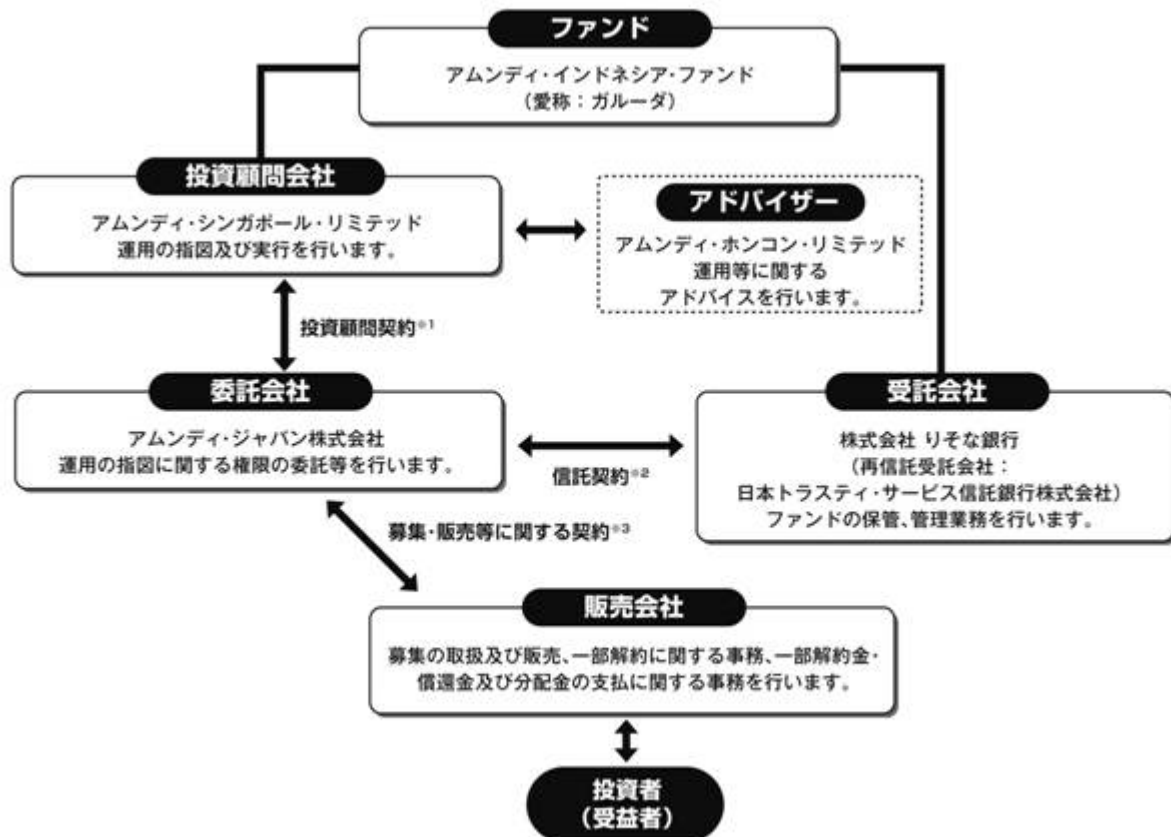 ファンド
アムンディ・インドネシア・ファンド
（愛称：ガルーダ）
投資顧問会社
アムンディ・シンガポール・リミテッド
運用の指図及び実行を行います。
アドバイザー
アムンディ・ホンコン・リミテッド
運用等に関する
アドバイスを行います。
投資顧問契約※1
委託会社
アムンディ・ジャパン株式会社
運用の指図に関する権限の委託等を行います。
信託契約※2
受託会社
株式会社 りそな銀行
（再信託受託会社：
日本トラスティ・サービス信託銀行株式会社）
ファンドの保管、管理業務を行います。
募集・販売等に関する契約※3
販売会社
募集の取扱及び販売、一部解約に関する事務、一部解約金・
償還金及び分配金の支払に関する事務を行います。
投資者
（受益者）